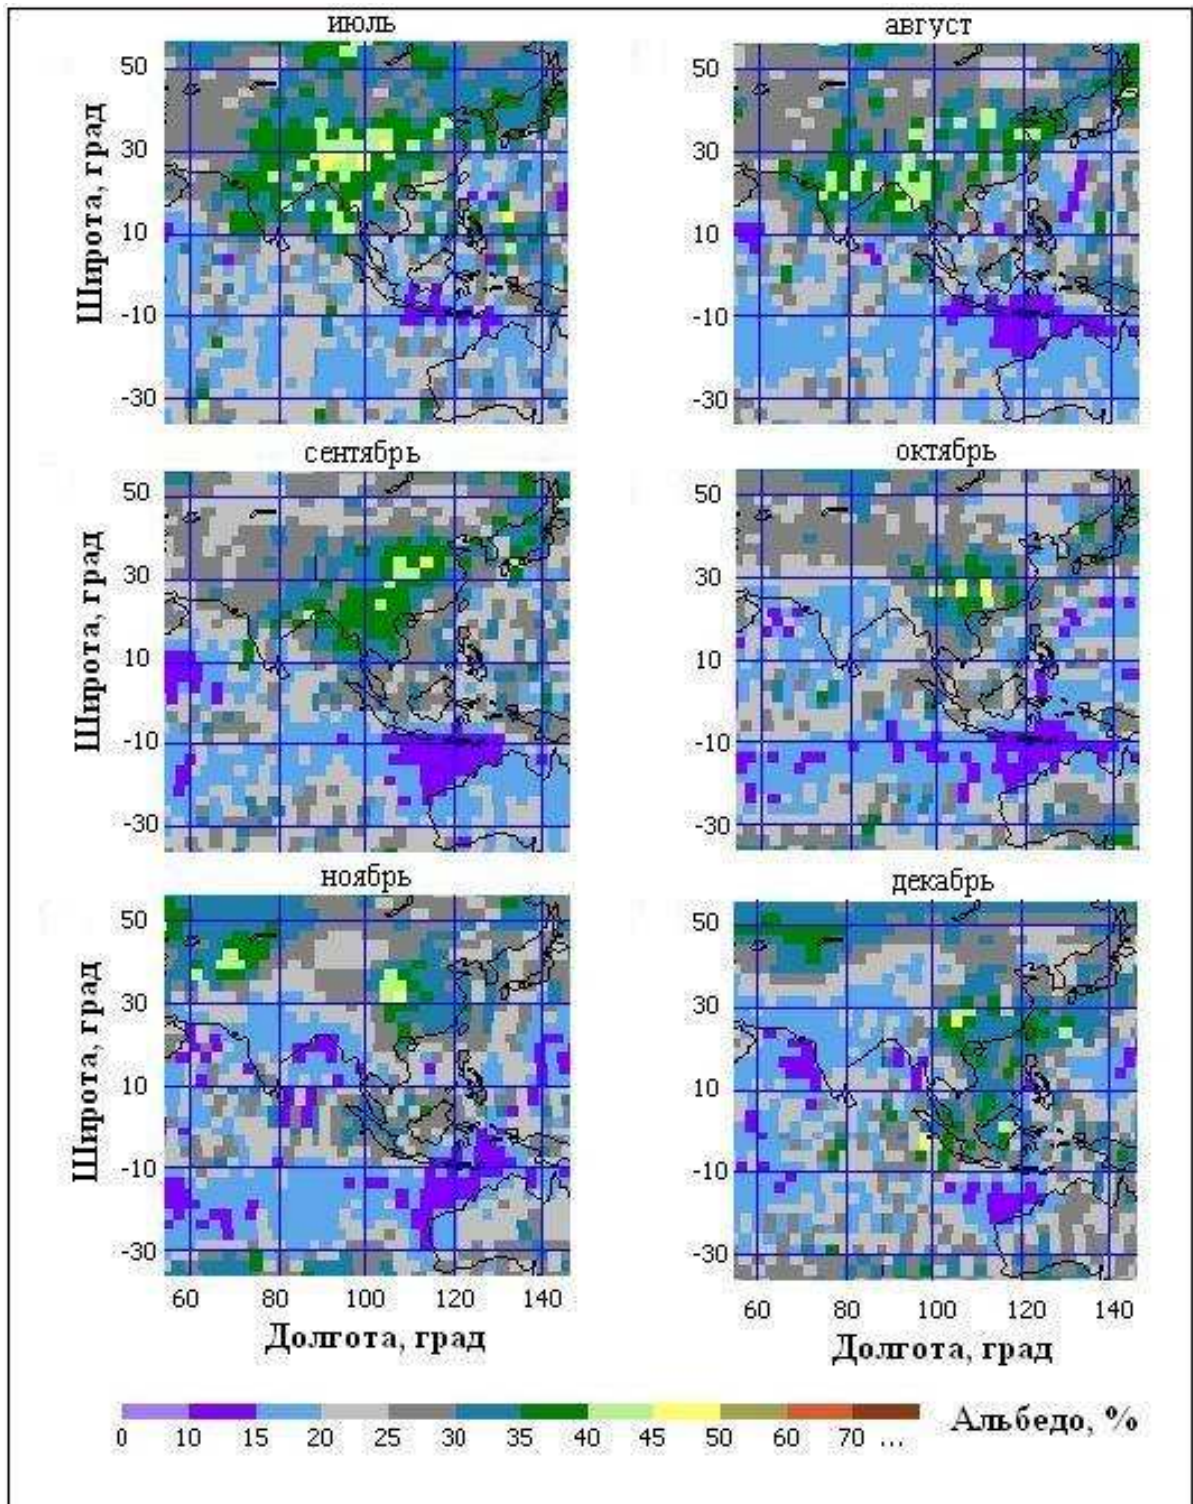 июль август
50 50
30 30
10 10
-10 -10
-30 -30
Широта, град
сентябрь октябрь
50 50
30 30
10 10
-10 -10
-30 -30
Широта, град
ноябрь декабрь
50 50
30 30
10 10
-10 -10
-30 -30
Широта, град
60 80 100 120 140 60 80 100 120 140
Долгота, град Долгота, град
Альбедо, %
0 10 15 20 25 30 35 40 45 50 60 70 ...